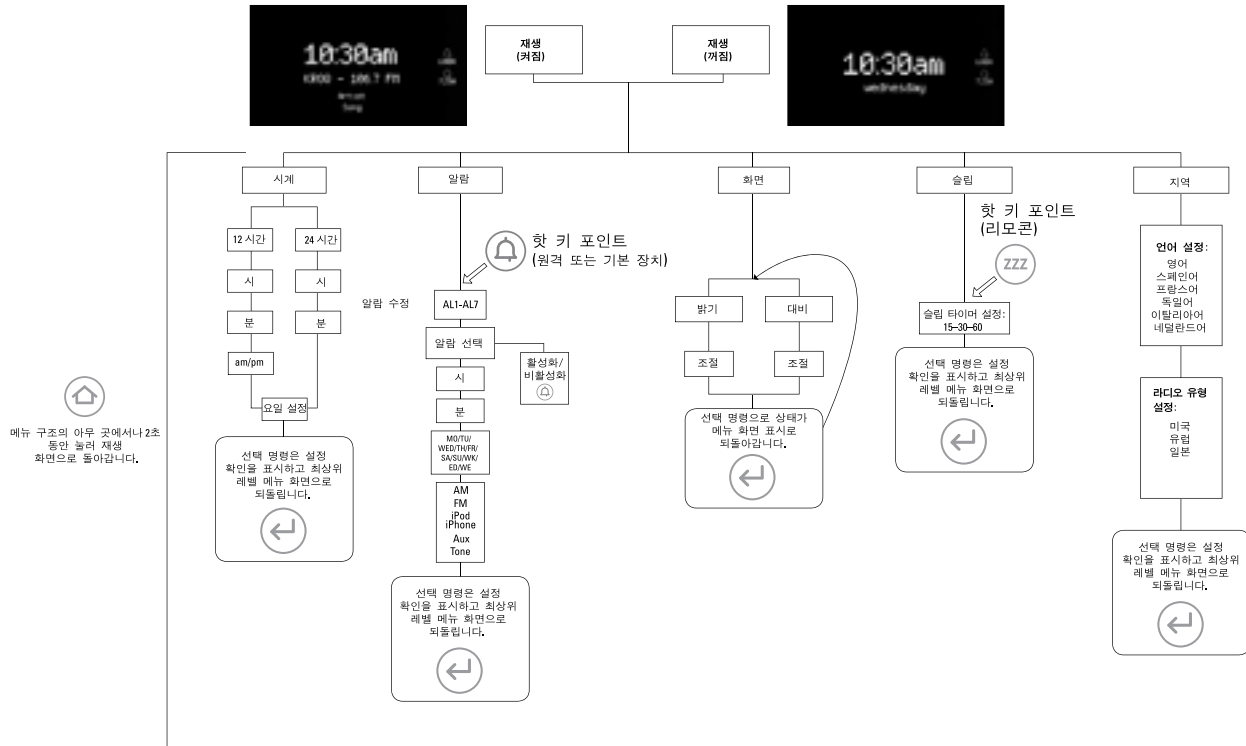 10:30am
KROQ - 106.7 FM
Artist
Song
재생
(켜짐)
재생
(꺼짐)
10:30am
wednesday
시계
12 시간
24 시간
시
시
분
분
am/pm
요일 설정
선택 명령은 설정
확인을 표시하고 최상위
레벨 메뉴 화면으로
되돌립니다.
알람
핫 키 포인트
(원격 또는 기본 장치)
알람 수정
AL1-AL7
알람 선택
활성화/
비활성화
시
분
MO/TU/
WED/TH/FR/
SA/SU/WK/
ED/WE
AM
FM
iPod
iPhone
Aux
Tone
선택 명령은 설정
확인을 표시하고 최상위
레벨 메뉴 화면으로
되돌립니다.
화면
밝기
대비
조절
조절
선택 명령으로 상태가
메뉴 화면 표시로
되돌아갑니다.
슬립
핫 키 포인트
(리모콘)
ZZZ
슬립 타이머 설정:
15-30-60
선택 명령은 설정
확인을 표시하고 최상위
레벨 메뉴 화면으로
되돌립니다.
지역
언어 설정:
영어
스페인어
프랑스어
독일어
이탈리아어
네덜란드어
라디오 유형
설정:
미국
유럽
일본
선택 명령은 설정
확인을 표시하고 최상위
레벨 메뉴 화면으로
되돌립니다.
메뉴 구조의 아무 곳에서나 2초
동안 눌러 재생
화면으로 돌아갑니다.